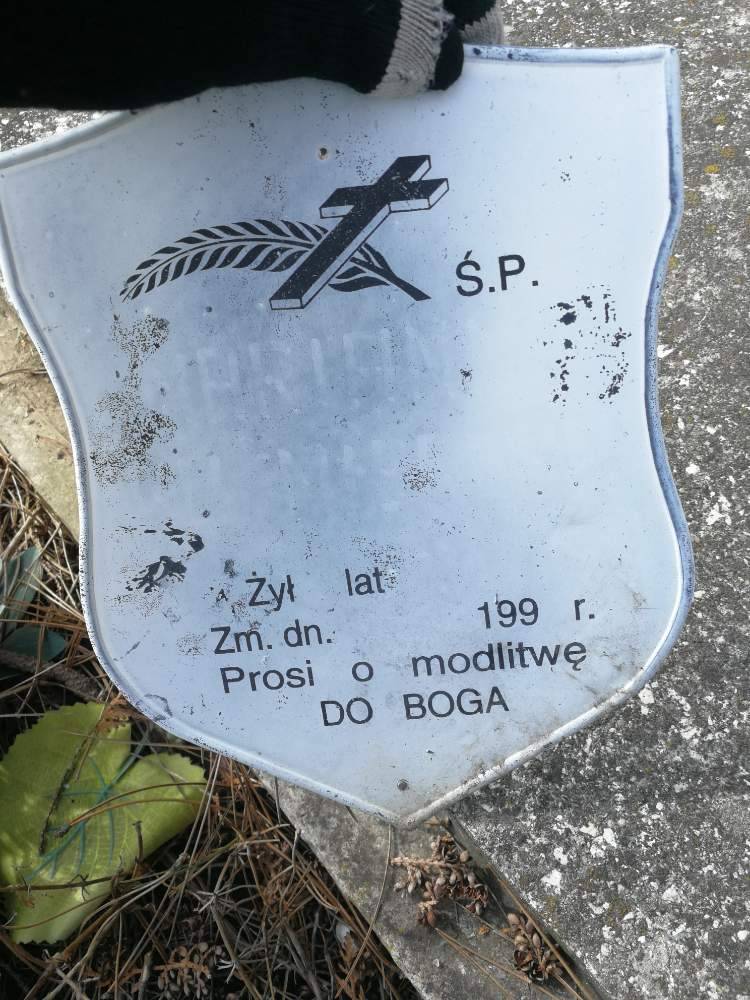 Ś.P.
Żył lat
Zm. dn. 199 r.
Prosi o modlitwę
DO BOGA